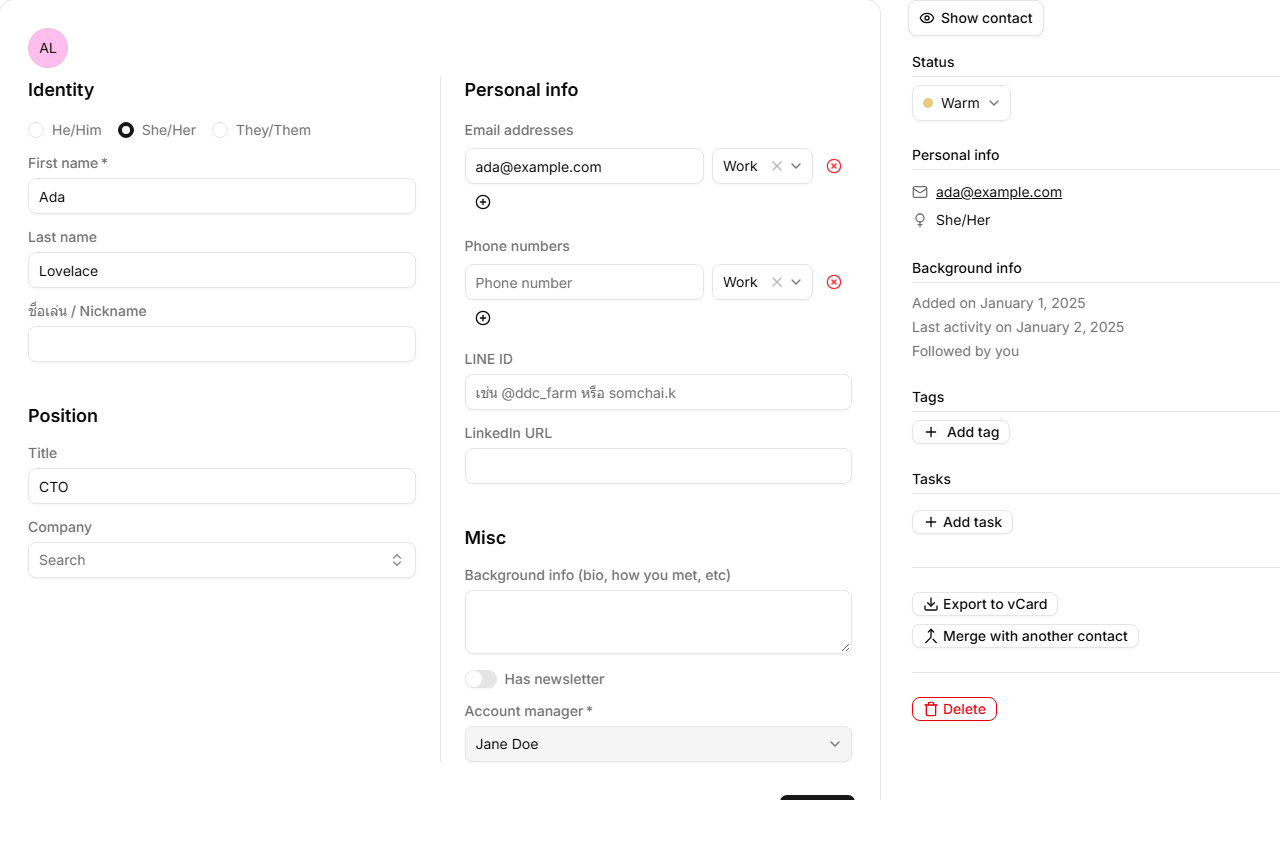 AL
Identity
He/Him
She/Her
They/Them
First name *
Ada
Last name
Lovelace
ชื่อเล่น / Nickname
Position
Title
CTO
Company
Search
Personal info
Email addresses
ada@example.com
Work
Phone numbers
Phone number
Work
LINE ID
เช่น @ddc_farm หรือ somchai.k
LinkedIn URL
Misc
Background info (bio, how you met, etc)
Has newsletter
Account manager *
Jane Doe
Show contact
Status
Warm
Personal info
ada@example.com
She/Her
Background info
Added on January 1, 2025
Last activity on January 2, 2025
Followed by you
Tags
Add tag
Tasks
Add task
Export to vCard
Merge with another contact
Delete